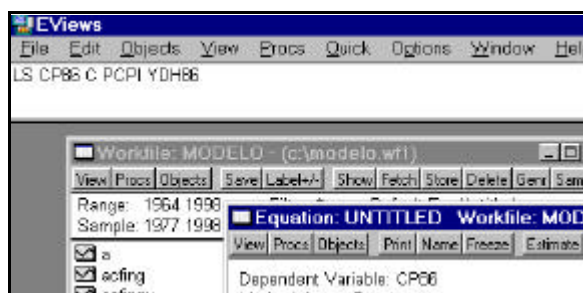 EViews
File Edit Objects View Procs Quick Options Window Hel
LS CP86 C PCPI YDH86
Workfile: MODELO - (c:\modelo.wf1)
View Procs Objects Save Label+/- Show Fetch Store Delete Genr Sam
Range: 1964 1998
Sample: 1977 1998
Equation: UNTITLED Workfile: MOD
View Procs Objects Print Name Freeze Estimate
a
acfing
Dependent Variable: CP86